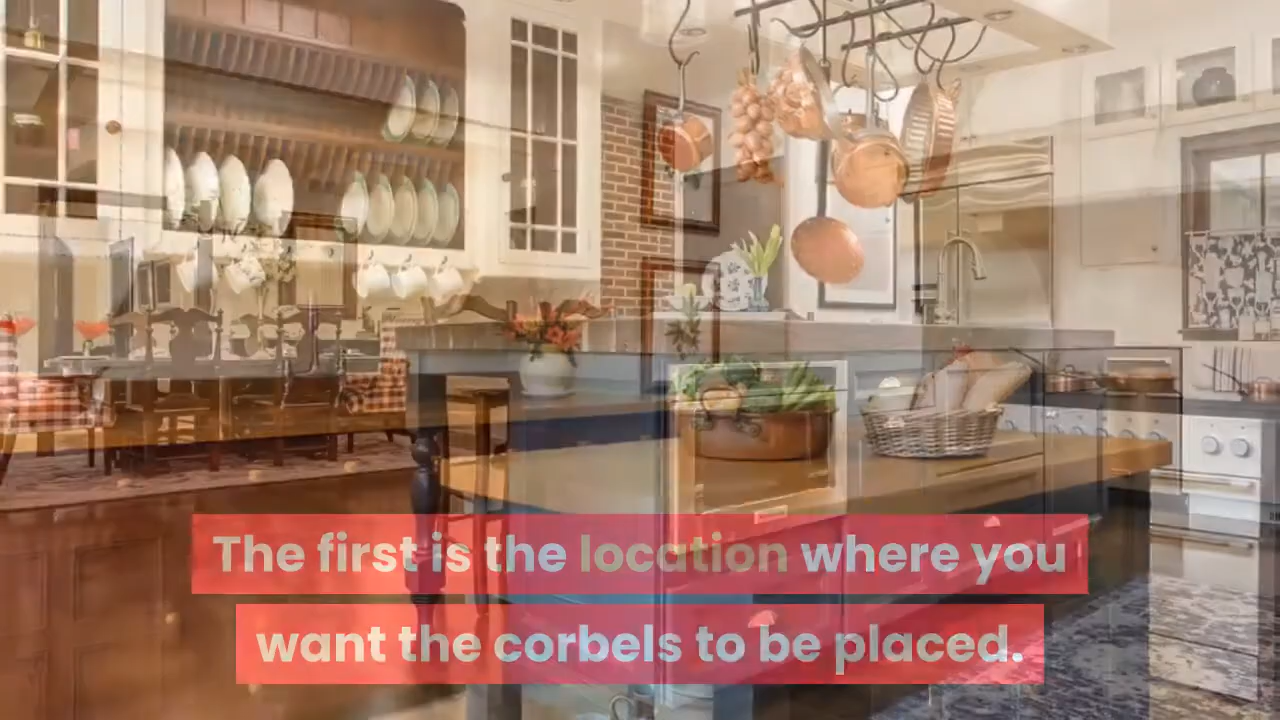 The first is the location where you
want the corbels to be placed.